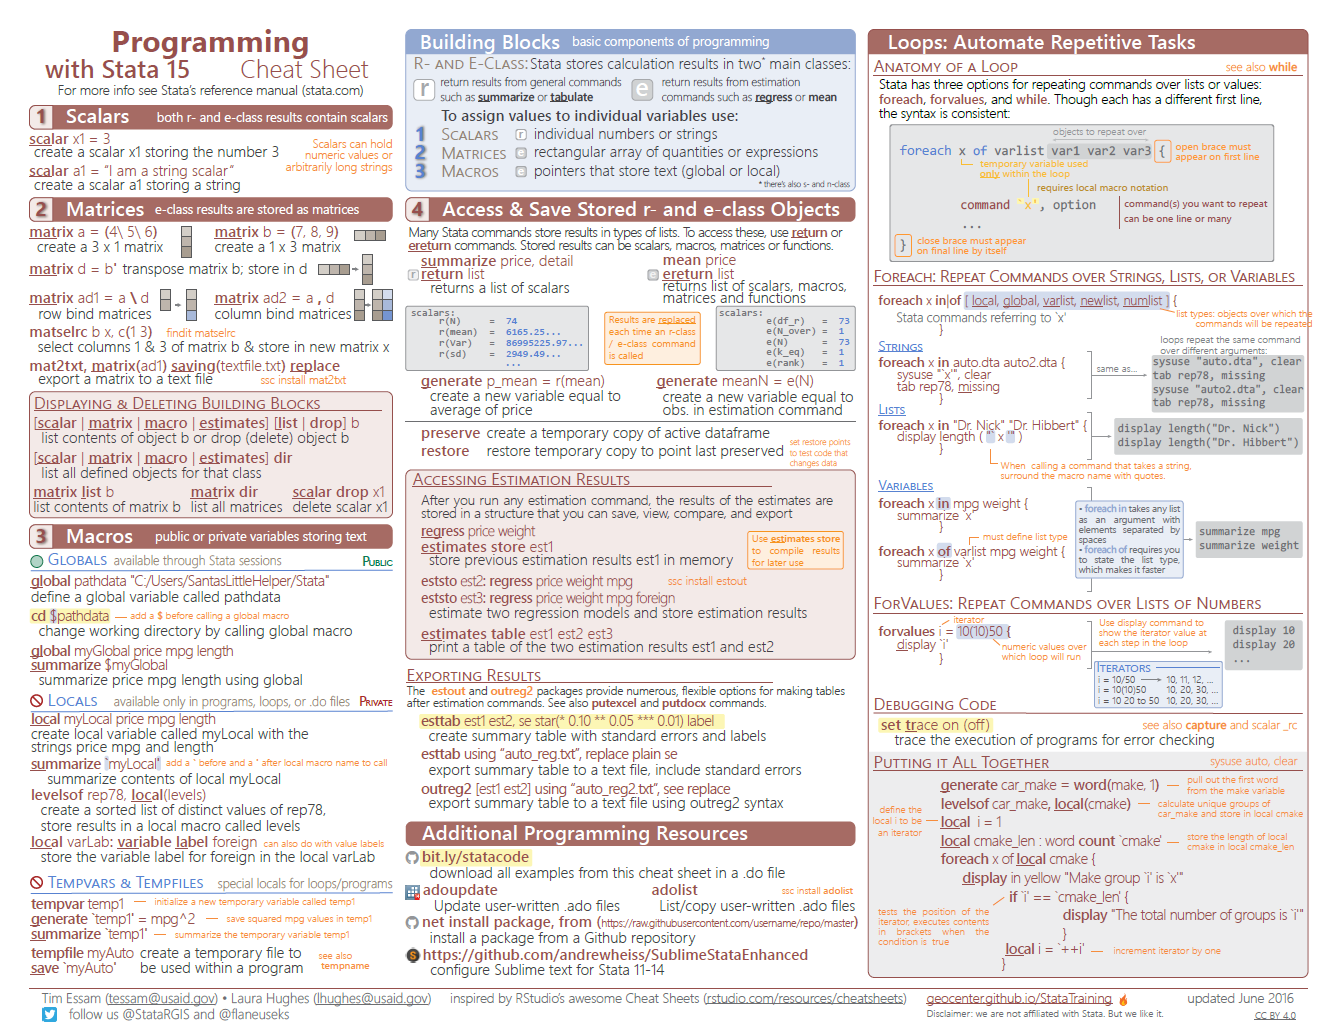 Programming
with Stata 15 Cheat Sheet
For more info see Stata's reference manual (stata.com)
1 Scalars both r- and e-class results contain scalars
scalar x1 = 3
create a scalar x1 storing the number 3
scalar a1 = "I am a string scalar"
create a scalar a1 storing a string
Scalars can hold
numeric values or
arbitrarily long strings
2 Matrices e-class results are stored as matrices
matrix a = (4\ 5\ 6)
create a 3 x 1 matrix
matrix b = (7, 8, 9)
create a 1 x 3 matrix
matrix d = b' transpose matrix b; store in d
matrix ad1 = a \ d
row bind matrices
matrix ad2 = a , d
column bind matrices
matselrc b x, c(1 3) findit matselrc
select columns 1 & 3 of matrix b & store in new matrix x
mat2txt, matrix(ad1) saving(textfile.txt) replace
export a matrix to a text file ssc install mat2txt
DISPLAYING & DELETING BUILDING BLOCKS
[scalar | matrix | macro | estimates] [list | drop] b
list contents of object b or drop (delete) object b
[scalar | matrix | macro | estimates] dir
list all defined objects for that class
matrix list b
list contents of matrix b
matrix dir
list all matrices
scalar drop x1
delete scalar x1
3 Macros public or private variables storing text
GLOBALS available through Stata sessions PUBLIC
global pathdata "C:/Users/SantasLittleHelper/Stata"
define a global variable called pathdata
cd $pathdata — add a $ before calling a global macro
change working directory by calling global macro
global myGlobal price mpg length
summarize $myGlobal
summarize price mpg length using global
LOCALS available only in programs, loops, or .do files PRIVATE
local myLocal price mpg length
create local variable called myLocal with the
strings price mpg and length
summarize `myLocal' add a ` before and a ' after local macro name to call
summarize contents of local myLocal
levelsof rep78, local(levels)
create a sorted list of distinct values of rep78,
store results in a local macro called levels
local varLab: variable label foreign can also do with value labels
store the variable label for foreign in the local varLab
TEMPVARS & TEMPFILES special locals for loops/programs
tempvar temp1 — initialize a new temporary variable called temp1
generate `temp1' = mpg^2 — save squared mpg values in temp1
summarize `temp1' — summarize the temporary variable temp1
tempfile myAuto create a temporary file to
save `myAuto' be used within a program
see also
tempname
Building Blocks basic components of programming
R- AND E-CLASS: Stata stores calculation results in two* main classes:
r return results from general commands
such as summarize or tabulate
e return results from estimation
commands such as regress or mean
To assign values to individual variables use:
1 SCALARS r individual numbers or strings
2 MATRICES e rectangular array of quantities or expressions
3 MACROS e pointers that store text (global or local)
* there's also s- and n-class
4 Access & Save Stored r- and e-class Objects
Many Stata commands store results in types of lists. To access these, use return or
ereturn commands. Stored results can be scalars, macros, matrices or functions.
summarize price, detail
r return list
returns a list of scalars
mean price
e ereturn list
returns list of scalars, macros,
matrices and functions
scalars:
r(N) = 74
r(mean) = 6165.25...
r(Var) = 86995225.97...
r(sd) = 2949.49...
...
Results are replaced
each time an r-class
/ e-class command
is called
scalars:
e(df_r) = 73
e(N_over) = 1
e(N) = 73
e(k_eq) = 1
e(rank) = 1
generate p_mean = r(mean)
create a new variable equal to
average of price
generate meanN = e(N)
create a new variable equal to
obs. in estimation command
preserve create a temporary copy of active dataframe
restore restore temporary copy to point last preserved
set restore points
to test code that
changes data
ACCESSING ESTIMATION RESULTS
After you run any estimation command, the results of the estimates are
stored in a structure that you can save, view, compare, and export
regress price weight
estimates store est1
store previous estimation results est1 in memory
Use estimates store
to compile results
for later use
eststo est2: regress price weight mpg ssc install estout
eststo est3: regress price weight mpg foreign
estimate two regression models and store estimation results
estimates table est1 est2 est3
print a table of the two estimation results est1 and est2
EXPORTING RESULTS
The estout and outreg2 packages provide numerous, flexible options for making tables
after estimation commands. See also putexcel and putdocx commands.
esttab est1 est2, se star(* 0.10 ** 0.05 *** 0.01) label
create summary table with standard errors and labels
esttab using "auto_reg.txt", replace plain se
export summary table to a text file, include standard errors
outreg2 [est1 est2] using "auto_reg2.txt", see replace
export summary table to a text file using outreg2 syntax
Additional Programming Resources
bit.ly/statacode
download all examples from this cheat sheet in a .do file
adoupdate
Update user-written .ado files
adolist ssc install adolist
List/copy user-written .ado files
net install package, from (https://raw.githubusercontent.com/username/repo/master)
install a package from a Github repository
S https://github.com/andrewheiss/SublimeStataEnhanced
configure Sublime text for Stata 11-14
Loops: Automate Repetitive Tasks
ANATOMY OF A LOOP see also while
Stata has three options for repeating commands over lists or values:
foreach, forvalues, and while. Though each has a different first line,
the syntax is consistent:
objects to repeat over
foreach x of varlist var1 var2 var3 {
open brace must
appear on first line
temporary variable used
only within the loop
requires local macro notation
command `x', option
command(s) you want to repeat
can be one line or many
...
}
close brace must appear
on final line by itself
FOREACH: REPEAT COMMANDS OVER STRINGS, LISTS, OR VARIABLES
foreach x in|of [ local, global, varlist, newlist, numlist ] {
Stata commands referring to `x'
}
list types: objects over which the
commands will be repeated
STRINGS
foreach x in auto.dta auto2.dta {
sysuse "`x'", clear
tab rep78, missing
}
same as...
loops repeat the same command
over different arguments:
sysuse "auto.dta", clear
tab rep78, missing
sysuse "auto2.dta", clear
tab rep78, missing
LISTS
foreach x in "Dr. Nick" "Dr. Hibbert" {
display length ( "`x'" )
}
display length("Dr. Nick")
display length("Dr. Hibbert")
When calling a command that takes a string,
surround the macro name with quotes.
VARIABLES
foreach x in mpg weight {
summarize `x'
}
must define list type
foreach x of varlist mpg weight {
summarize `x'
}
• foreach in takes any list
as an argument with
elements separated by
spaces
• foreach of requires you
to state the list type,
which makes it faster
summarize mpg
summarize weight
FORVALUES: REPEAT COMMANDS OVER LISTS OF NUMBERS
iterator
forvalues i = 10(10)50 {
display `i'
}
numeric values over
which loop will run
Use display command to
show the iterator value at
each step in the loop
display 10
display 20
...
ITERATORS
i = 10/50 10, 11, 12, ...
i = 10(10)50 10, 20, 30, ...
i = 10 20 to 50 10, 20, 30, ...
DEBUGGING CODE
set trace on (off)
trace the execution of programs for error checking
see also capture and scalar _rc
PUTTING IT ALL TOGETHER sysuse auto, clear
generate car_make = word(make, 1) — pull out the first word
from the make variable
levelsof car_make, local(cmake) — calculate unique groups of
car_make and store in local cmake
define the
local i to be
an iterator
local i = 1
local cmake_len : word count `cmake' — store the length of local
cmake in local cmake_len
foreach x of local cmake {
display in yellow "Make group `i' is `x'"
if `i' == `cmake_len' {
tests the position of the
iterator, executes contents
in brackets when the
condition is true
display "The total number of groups is `i'"
}
local i = `++i' — increment iterator by one
}
Tim Essam (tessam@usaid.gov) • Laura Hughes (lhughes@usaid.gov) inspired by RStudio's awesome Cheat Sheets (rstudio.com/resources/cheatsheets) geocenter.github.io/StataTraining updated June 2016
follow us @StataRGIS and @flaneuseks Disclaimer: we are not affiliated with Stata. But we like it. CC BY 4.0